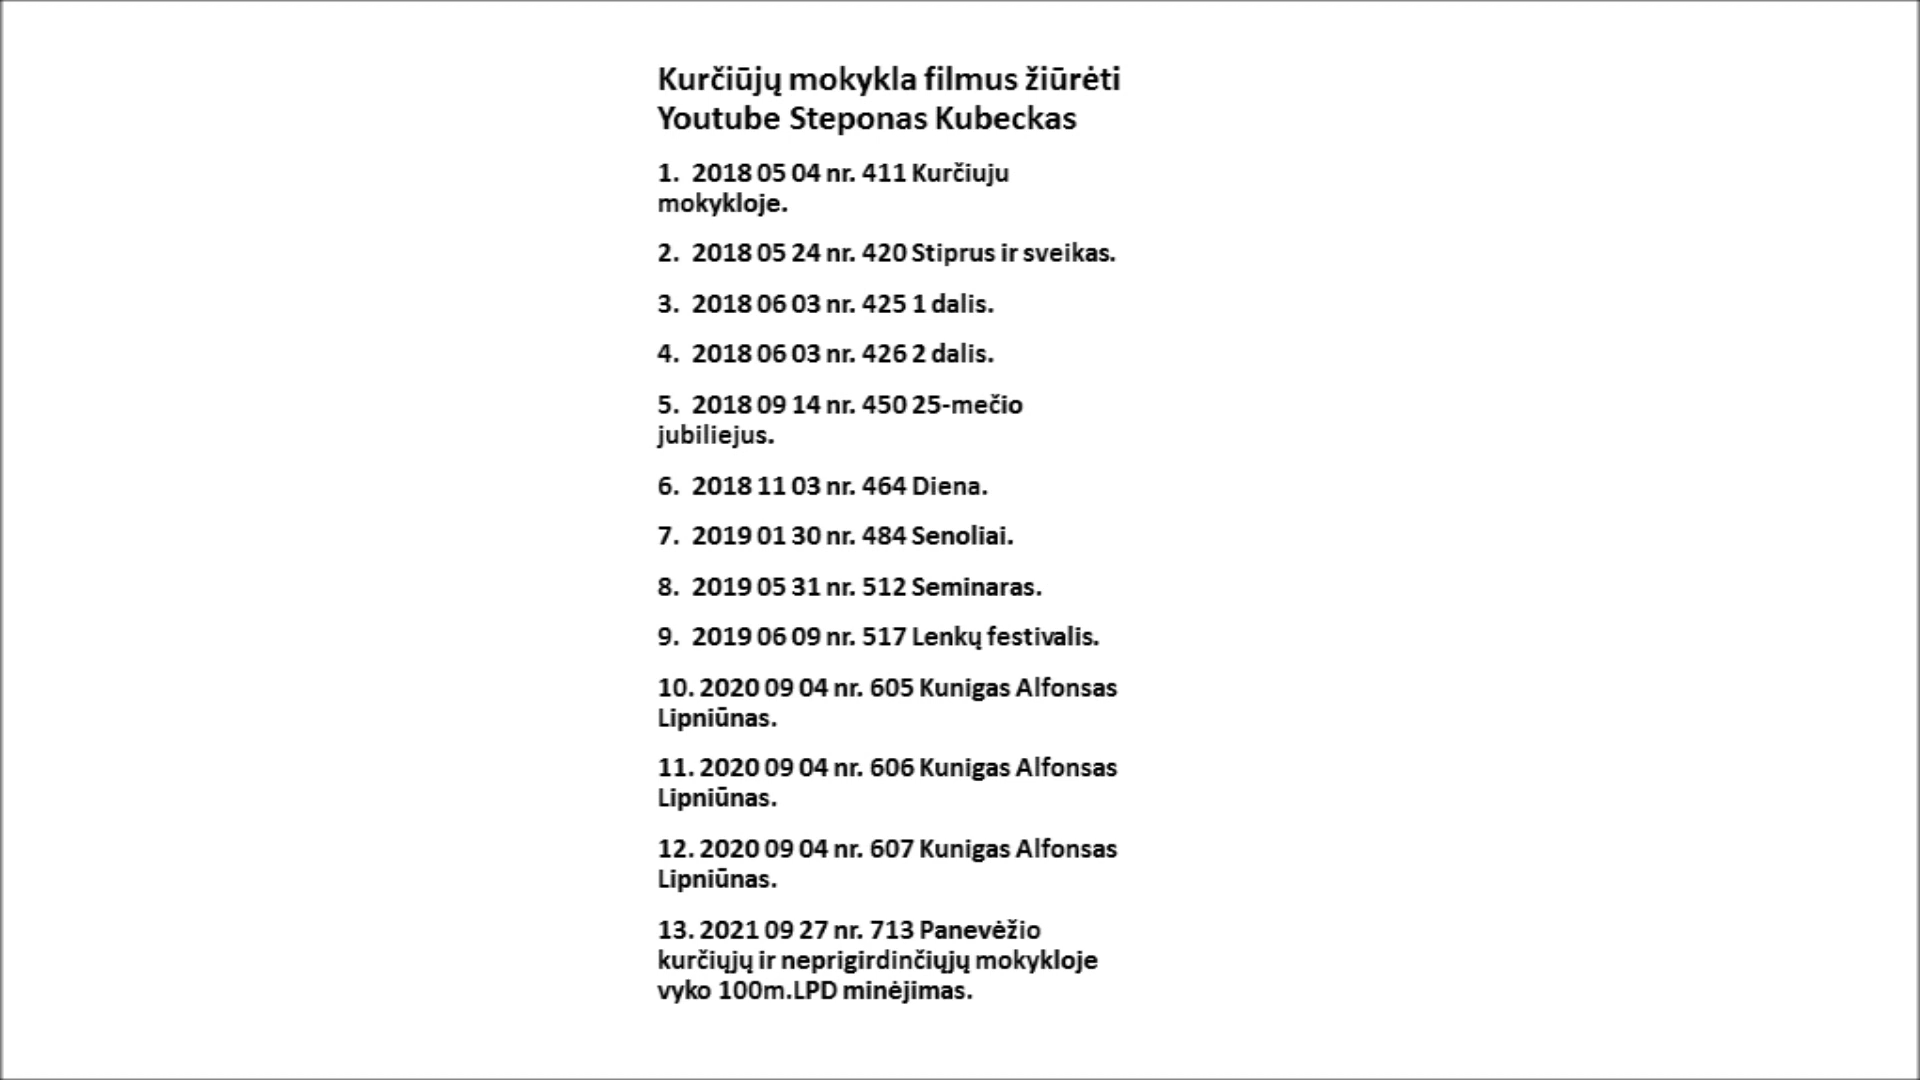 Kurčiūjų mokykla filmus žiūrėti
Youtube Steponas Kubeckas
1. 2018 05 04 nr. 411 Kurčiuju
mokykloje.
2. 2018 05 24 nr. 420 Stiprus ir sveikas.
3. 2018 06 03 nr. 425 1 dalis.
4. 2018 06 03 nr. 426 2 dalis.
5. 2018 09 14 nr. 450 25-mečio
jubiliejus.
6. 2018 11 03 nr. 464 Diena.
7. 2019 01 30 nr. 484 Senoliai.
8. 2019 05 31 nr. 512 Seminaras.
9. 2019 06 09 nr. 517 Lenkų festivalis.
10. 2020 09 04 nr. 605 Kunigas Alfonsas
Lipniūnas.
11. 2020 09 04 nr. 606 Kunigas Alfonsas
Lipniūnas.
12. 2020 09 04 nr. 607 Kunigas Alfonsas
Lipniūnas.
13. 2021 09 27 nr. 713 Panevėžio
kurčiųjų ir neprigirdinčiųjų mokykloje
vyko 100m.LPD minėjimas.